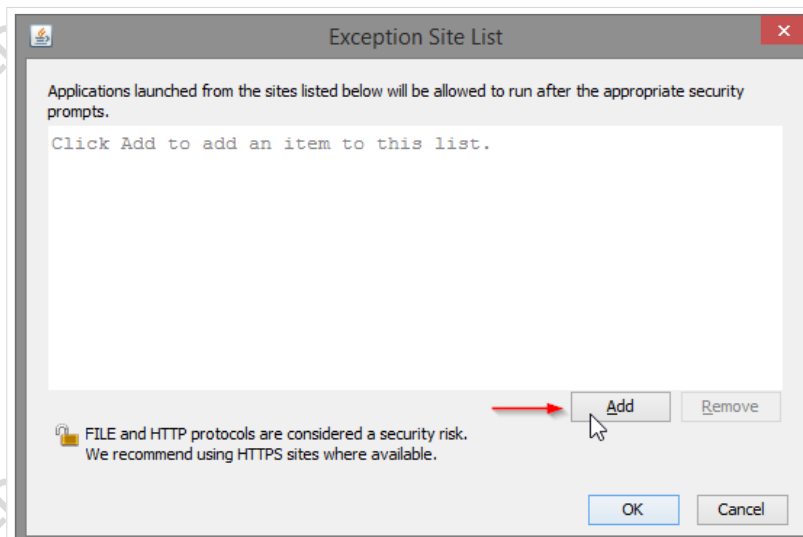 Exception Site List
Applications launched from the sites listed below will be allowed to run after the appropriate security
prompts.
Click Add to add an item to this list.
Add
Remove
FILE and HTTP protocols are considered a security risk.
We recommend using HTTPS sites where available.
OK
Cancel